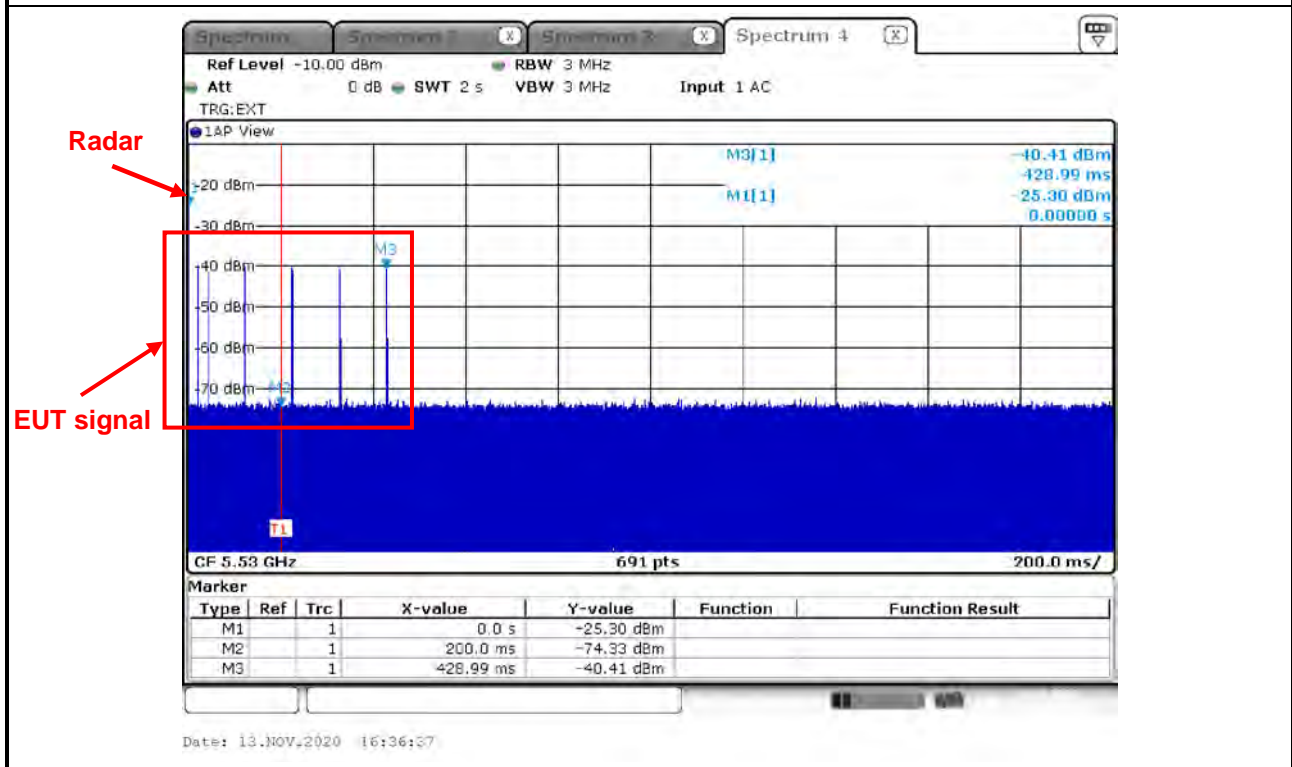 Spectrum 4
Ref Level -10.00 dBm RBW 3 MHz
Att 0 dB SWT 2 s VBW 3 MHz Input 1 AC
TRG:EXT
1AP View
Radar
M3[1] -40.41 dBm
428.99 ms
-20 dBm
M1[1] -25.30 dBm
0.00000 s
-30 dBm
M3
-40 dBm
-50 dBm
-60 dBm
-70 dBm
M2
EUT signal
T1
CF 5.53 GHz 691 pts 200.0 ms/
Marker
Type Ref Trc X-value Y-value Function Function Result
M1 1 0.0 s -25.30 dBm
M2 1 200.0 ms -74.33 dBm
M3 1 428.99 ms -40.41 dBm
Date: 13.NOV.2020 16:36:37